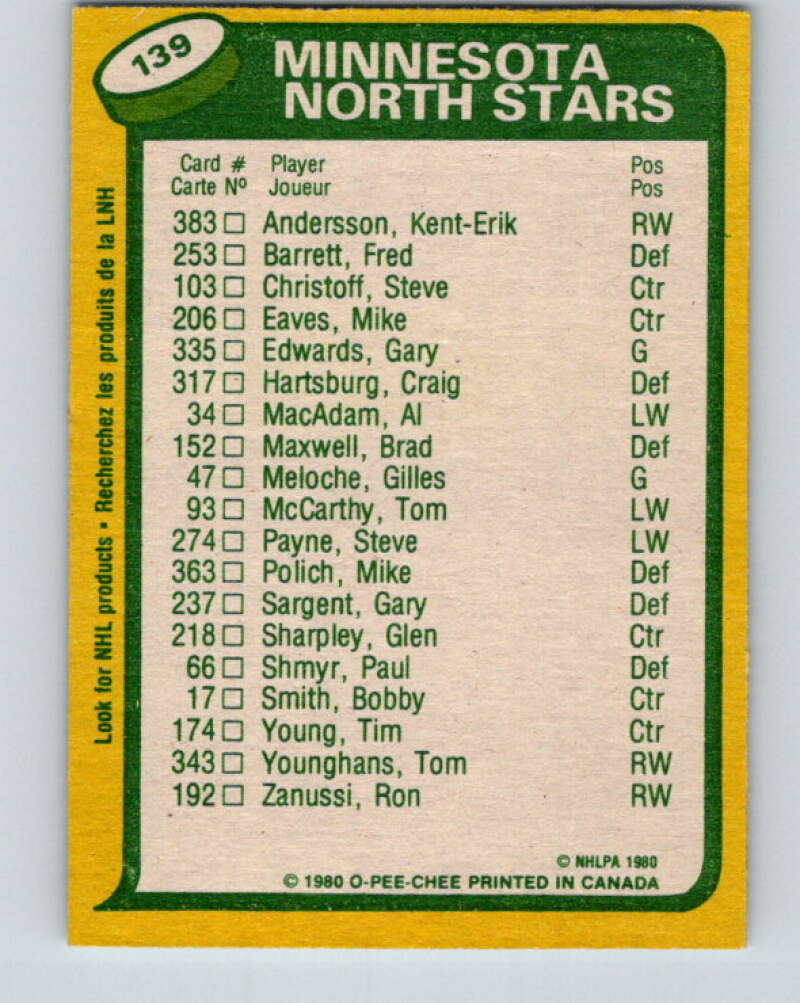 139
MINNESOTA
NORTH STARS
Card # Player Pos
Carte Nº Joueur Pos
383 □ Andersson, Kent-Erik RW
253 □ Barrett, Fred Def
103 □ Christoff, Steve Ctr
206 □ Eaves, Mike Ctr
335 □ Edwards, Gary G
317 □ Hartsburg, Craig Def
34 □ MacAdam, Al LW
152 □ Maxwell, Brad Def
47 □ Meloche, Gilles G
93 □ McCarthy, Tom LW
274 □ Payne, Steve LW
363 □ Polich, Mike Def
237 □ Sargent, Gary Def
218 □ Sharpley, Glen Ctr
66 □ Shmyr, Paul Def
17 □ Smith, Bobby Ctr
174 □ Young, Tim Ctr
343 □ Younghans, Tom RW
192 □ Zanussi, Ron RW
© NHLPA 1980
© 1980 O-PEE-CHEE PRINTED IN CANADA
Look for NHL products • Recherchez les produits de la LNH